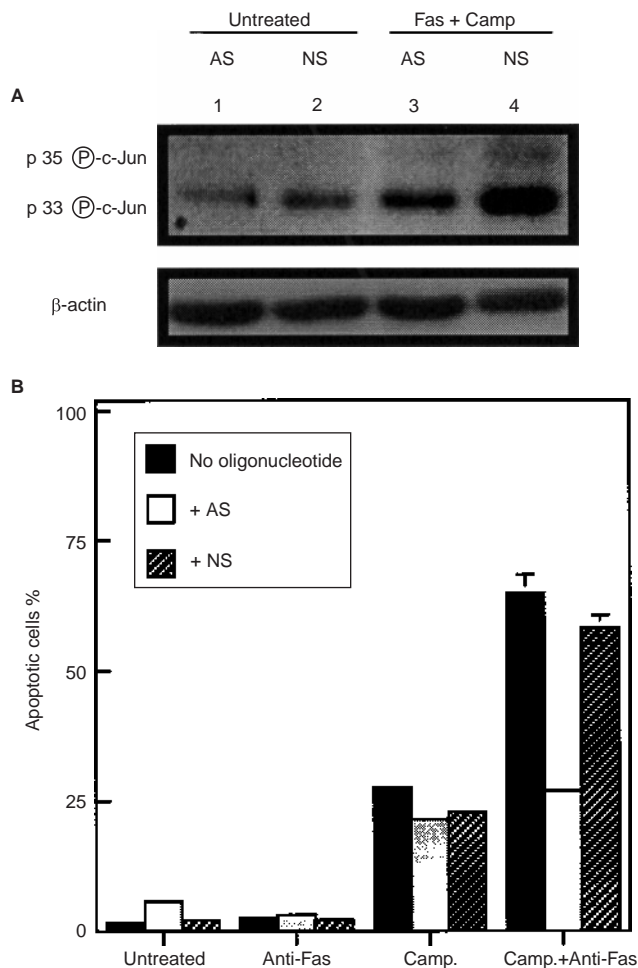 Untreated Fas + Camp
AS NS AS NS
A
1 2 3 4
p 35 Ⓟ-c-Jun
p 33 Ⓟ-c-Jun
β-actin
B
100
No oligonucleotide
+ AS
75
+ NS
Apoptotic cells %
50
25
0
Untreated Anti-Fas Camp. Camp.+Anti-Fas